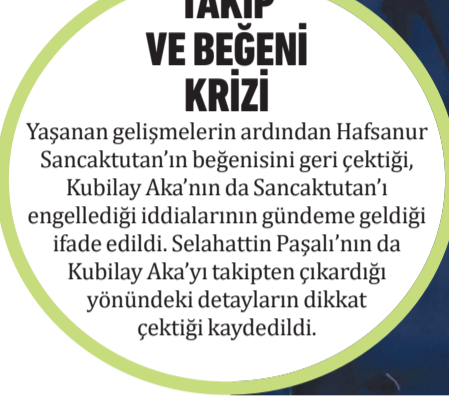 TAKİP
VE BEĞENİ
KRİZİ
Yaşanan gelişmelerin ardından Hafsanur
Sancaktutan’ın beğenisini geri çektiği,
Kubilay Aka’nın da Sancaktutan’ı
engellediği iddialarının gündeme geldiği
ifade edildi. Selahattin Paşalı’nın da
Kubilay Aka’yı takipten çıkardığı
yönündeki detayların dikkat
çektiği kaydedildi.